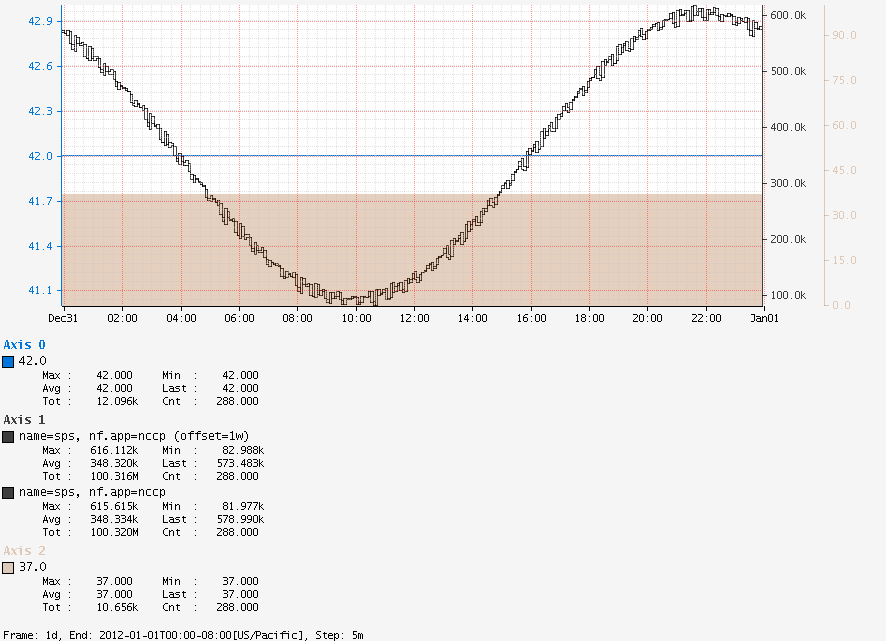 42.9 600.0k 90.0
42.6 500.0k 75.0
42.3 400.0k 60.0
42.0 300.0k 45.0
41.7 200.0k 30.0
41.4 100.0k 15.0
41.1 0.0
Dec31 02:00 04:00 06:00 08:00 10:00 12:00 14:00 16:00 18:00 20:00 22:00 Jan01
Axis 0
42.0
Max : 42.000 Min : 42.000
Avg : 42.000 Last : 42.000
Tot : 12.096k Cnt : 288.000
Axis 1
name=sps, nf.app=nccp (offset=1w)
Max : 616.112k Min : 82.988k
Avg : 348.320k Last : 573.483k
Tot : 100.316M Cnt : 288.000
name=sps, nf.app=nccp
Max : 615.615k Min : 81.977k
Avg : 348.334k Last : 578.990k
Tot : 100.320M Cnt : 288.000
Axis 2
37.0
Max : 37.000 Min : 37.000
Avg : 37.000 Last : 37.000
Tot : 10.656k Cnt : 288.000
Frame: 1d, End: 2012-01-01T00:00-08:00[US/Pacific], Step: 5m